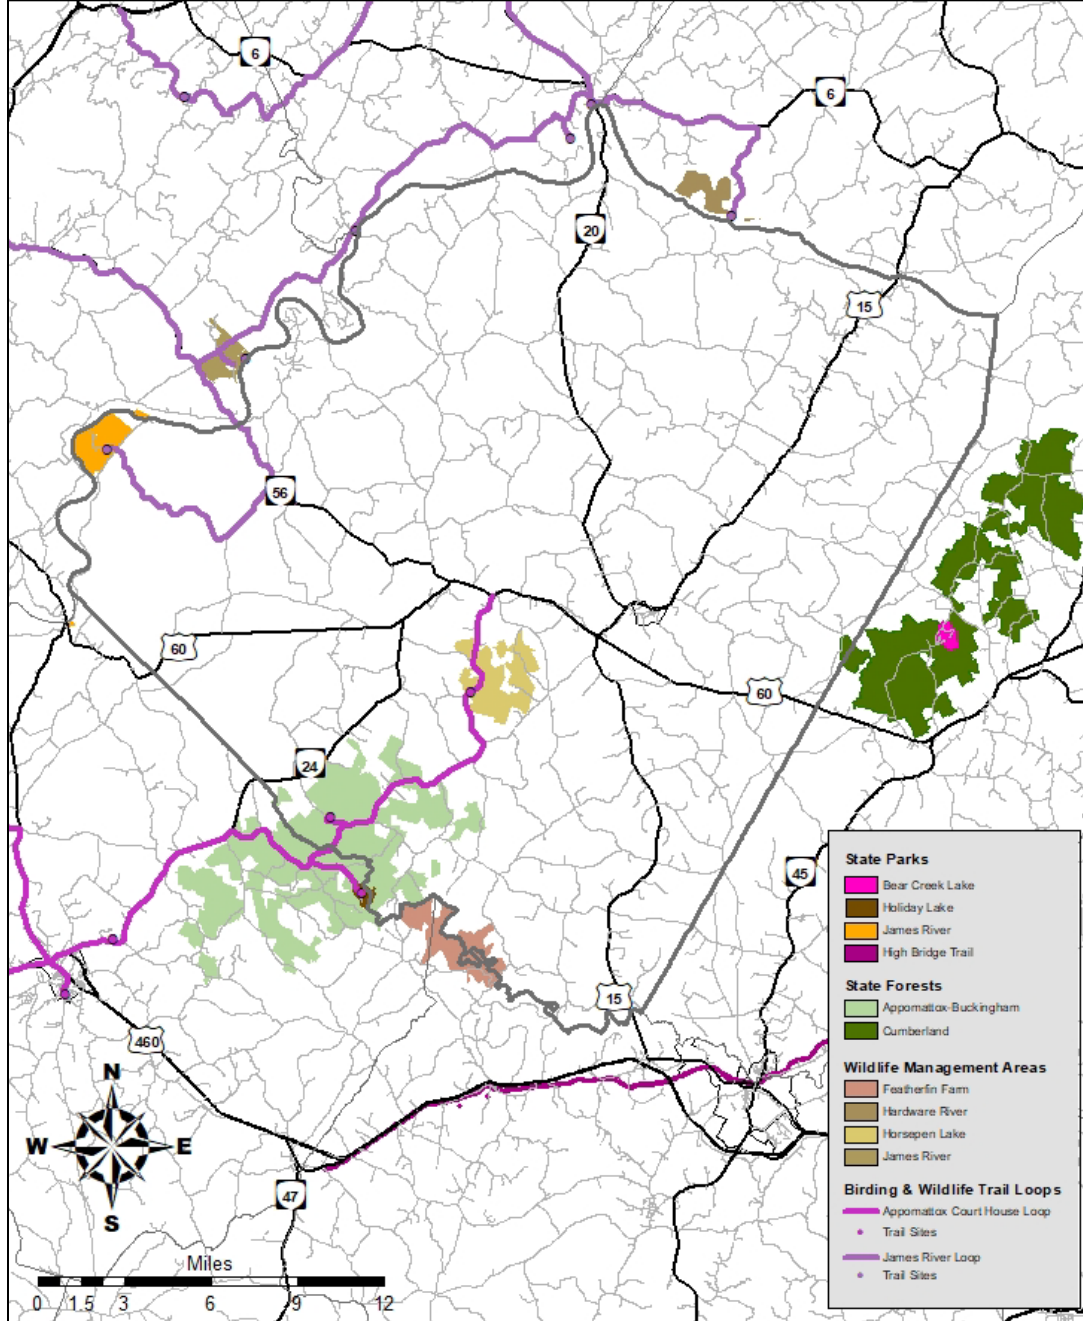 6
6
20
15
56
60
60
24
45
15
460
47
N
W E
S
Miles
0 1.5 3 6 9 12
State Parks
Bear Creek Lake
Holiday Lake
James River
High Bridge Trail
State Forests
Appomattox-Buckingham
Cumberland
Wildlife Management Areas
Featherfin Farm
Hardware River
Horsepen Lake
James River
Birding & Wildlife Trail Loops
Appomattox Court House Loop
Trail Sites
James River Loop
Trail Sites